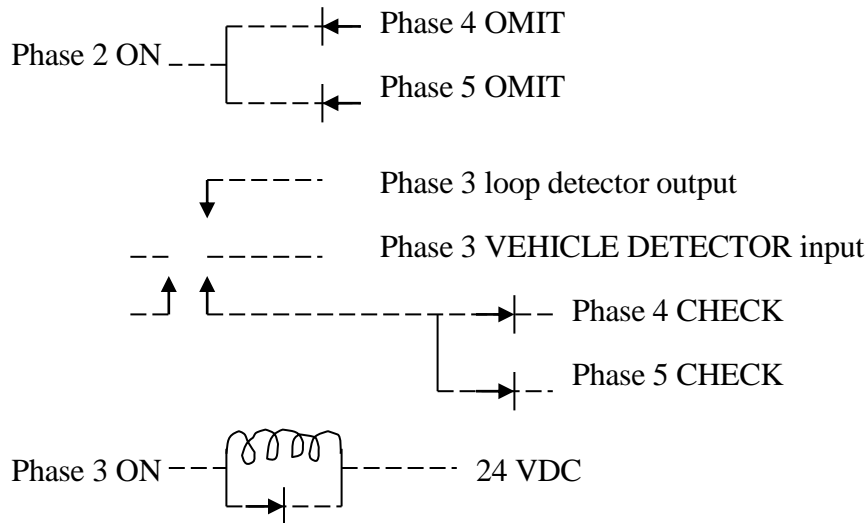 Phase 4 OMIT
Phase 2 ON
Phase 5 OMIT
Phase 3 loop detector output
Phase 3 VEHICLE DETECTOR input
Phase 4 CHECK
Phase 5 CHECK
Phase 3 ON
24 VDC